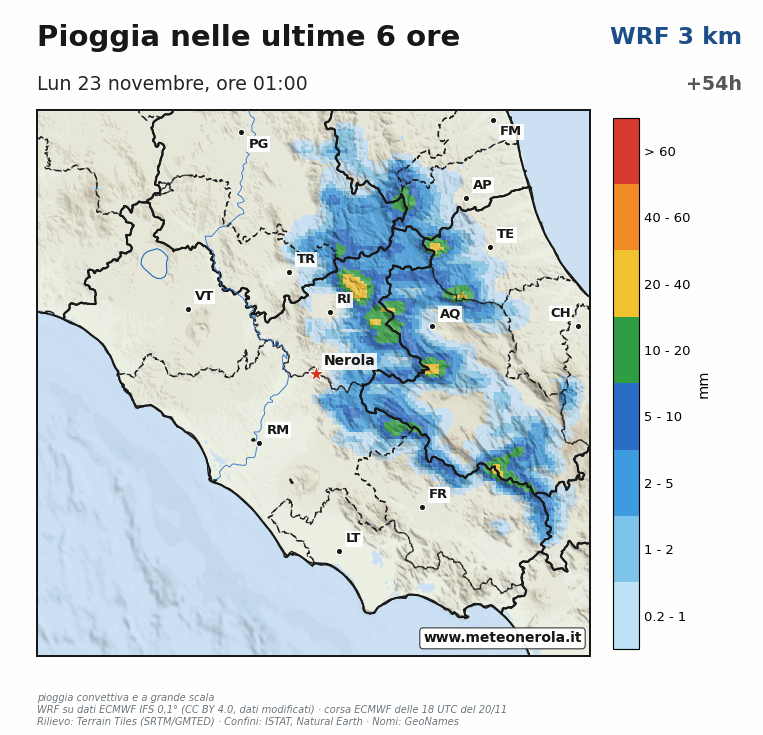 Pioggia nelle ultime 6 ore
WRF 3 km
Lun 23 novembre, ore 01:00
+54h
FM
PG
AP
TE
TR
VT
RI
AQ
CH
Nerola
RM
FR
LT
> 60
40 - 60
20 - 40
10 - 20
5 - 10
2 - 5
1 - 2
0.2 - 1
mm
www.meteonerola.it
pioggia convettiva e a grande scala
WRF su dati ECMWF IFS 0,1° (CC BY 4.0, dati modificati) · corsa ECMWF delle 18 UTC del 20/11
Rilievo: Terrain Tiles (SRTM/GMTED) · Confini: ISTAT, Natural Earth · Nomi: GeoNames